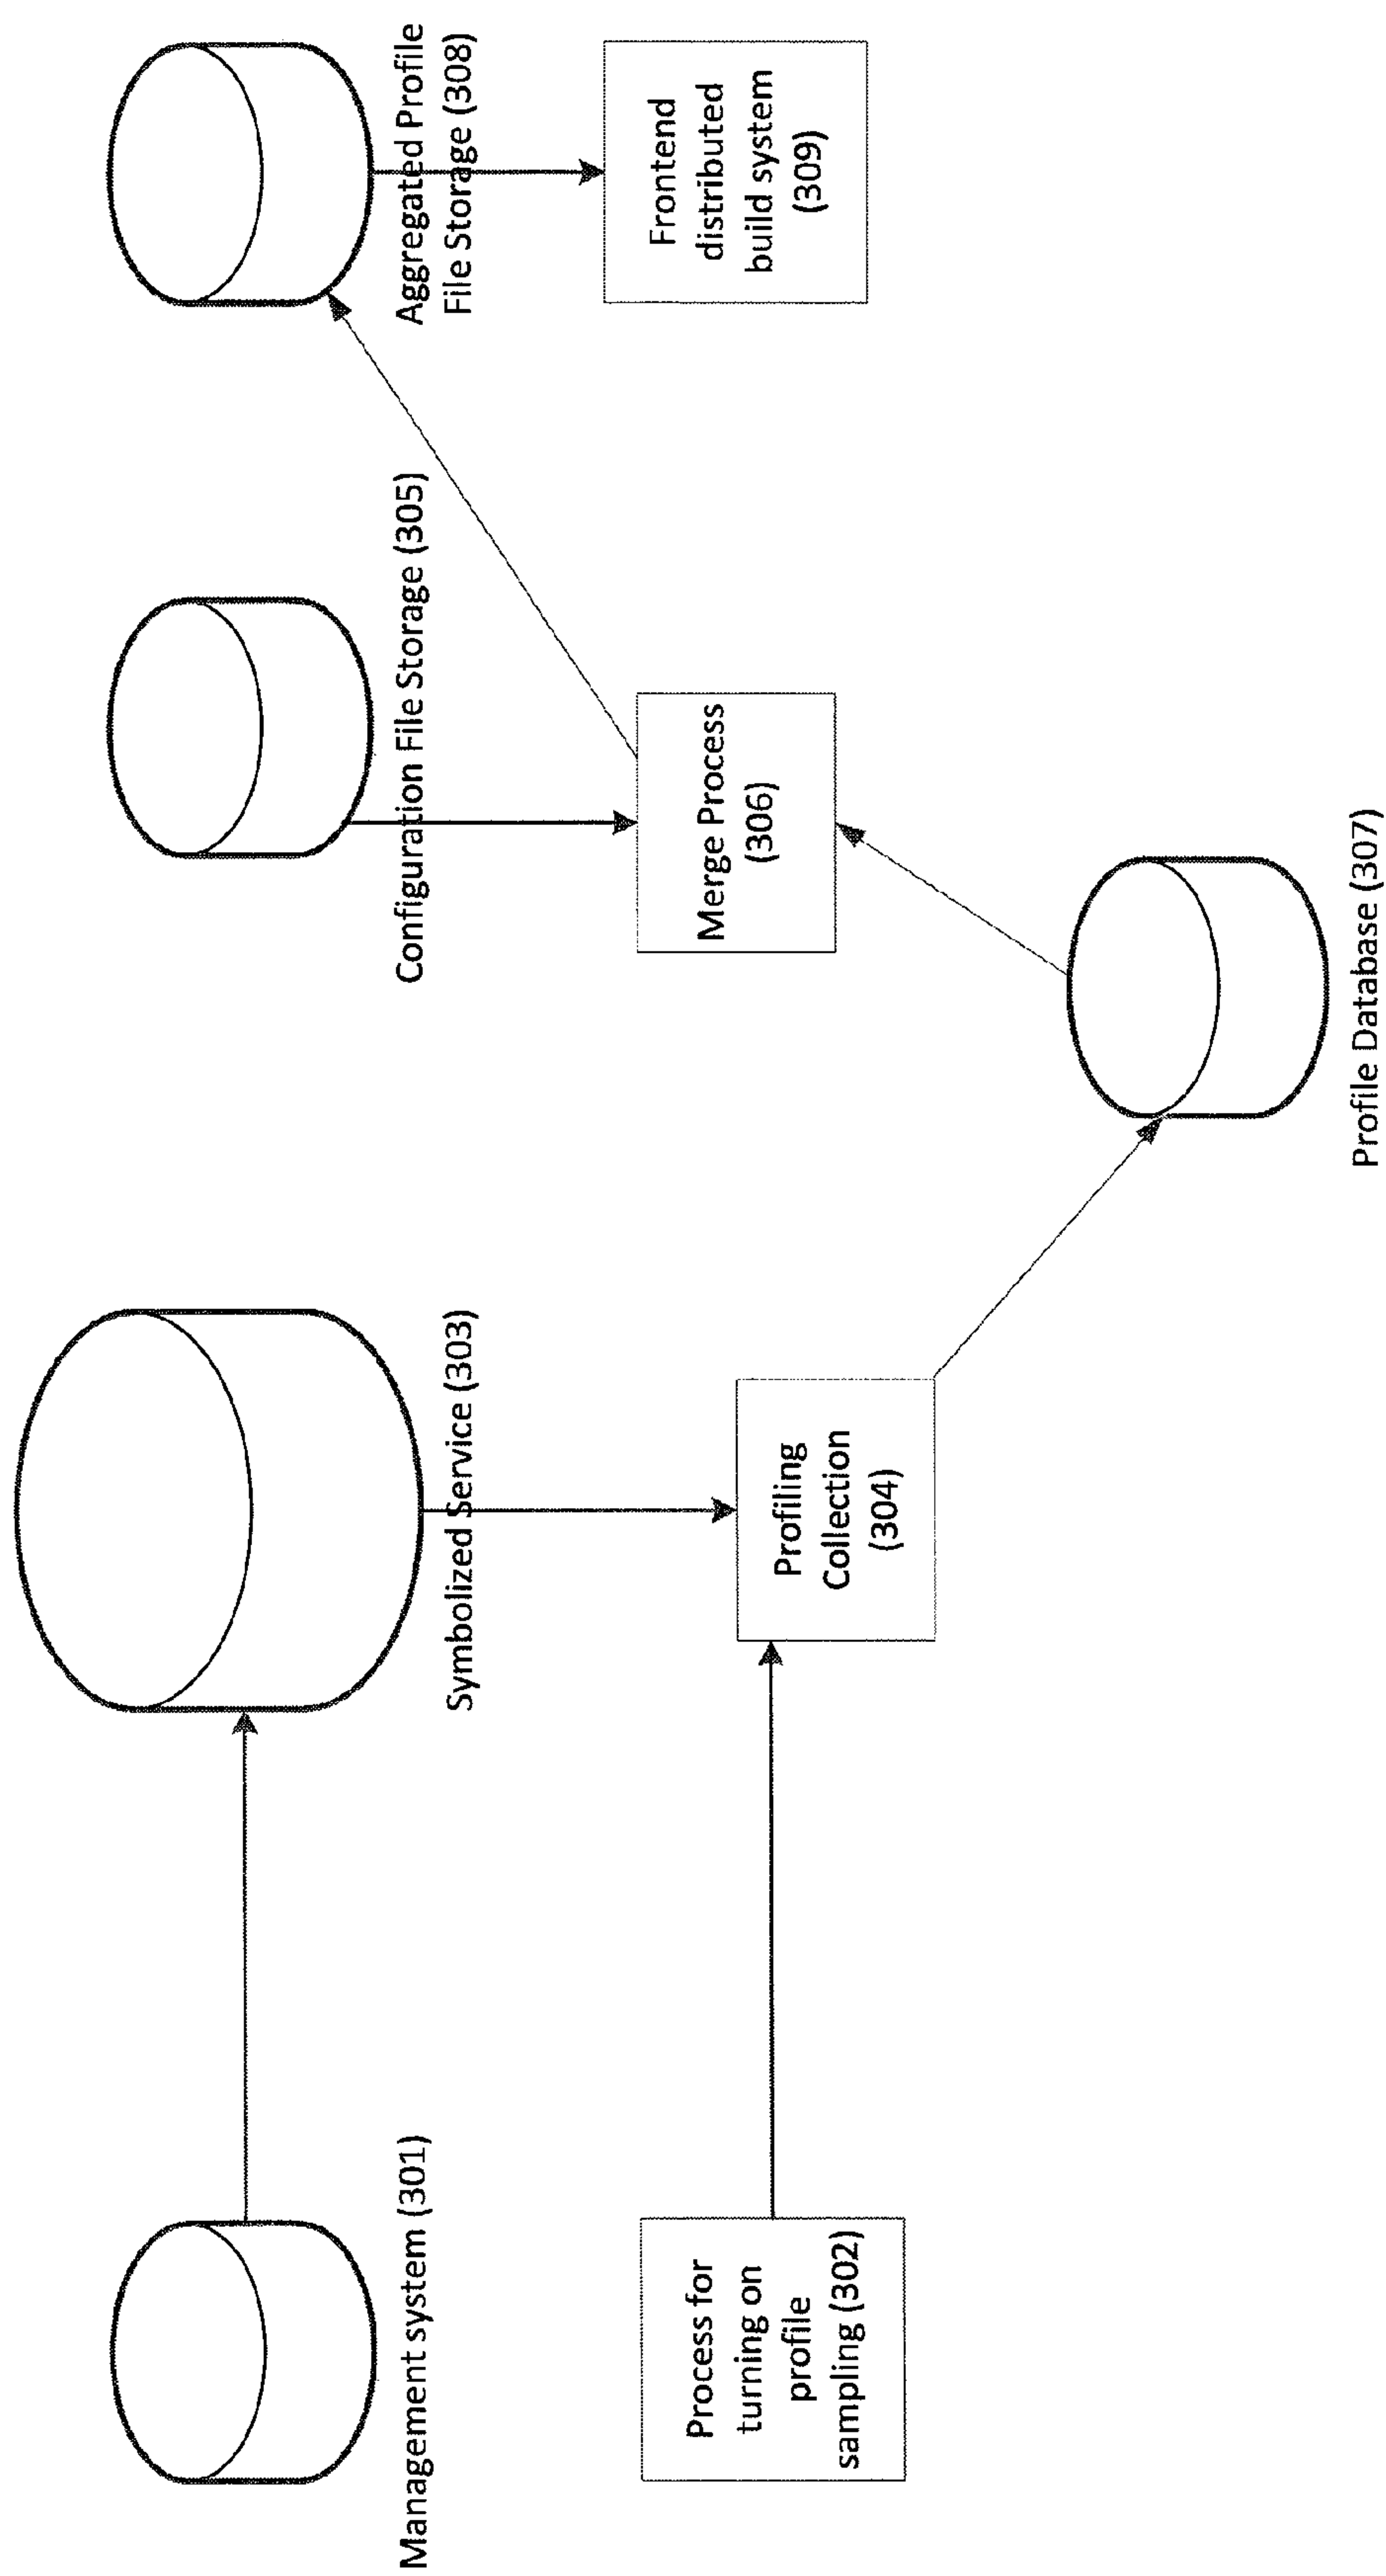 Management system (301)
Process for
turning on
profile
sampling (302)
Symbolized Service (303)
Profiling
Collection
(304)
Configuration File Storage (305)
Merge Process
(306)
Profile Database (307)
Aggregated Profile
File Storage (308)
Frontend
distributed
build system
(309)